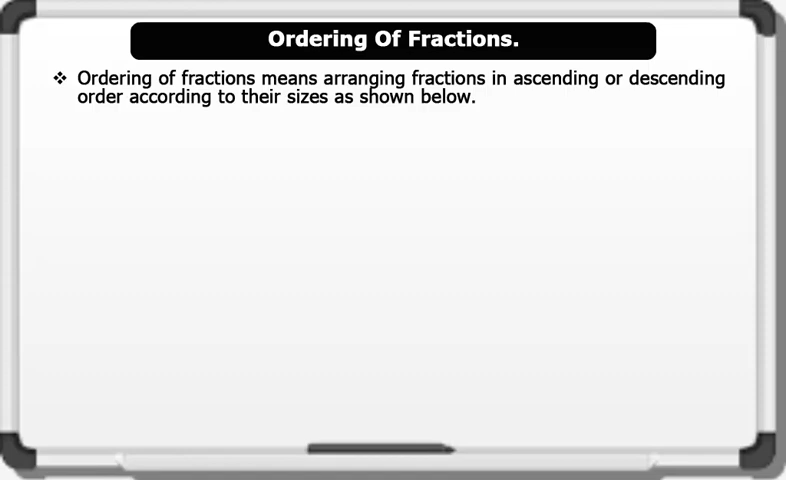 Ordering Of Fractions.
❖ Ordering of fractions means arranging fractions in ascending or descending
order according to their sizes as shown below.